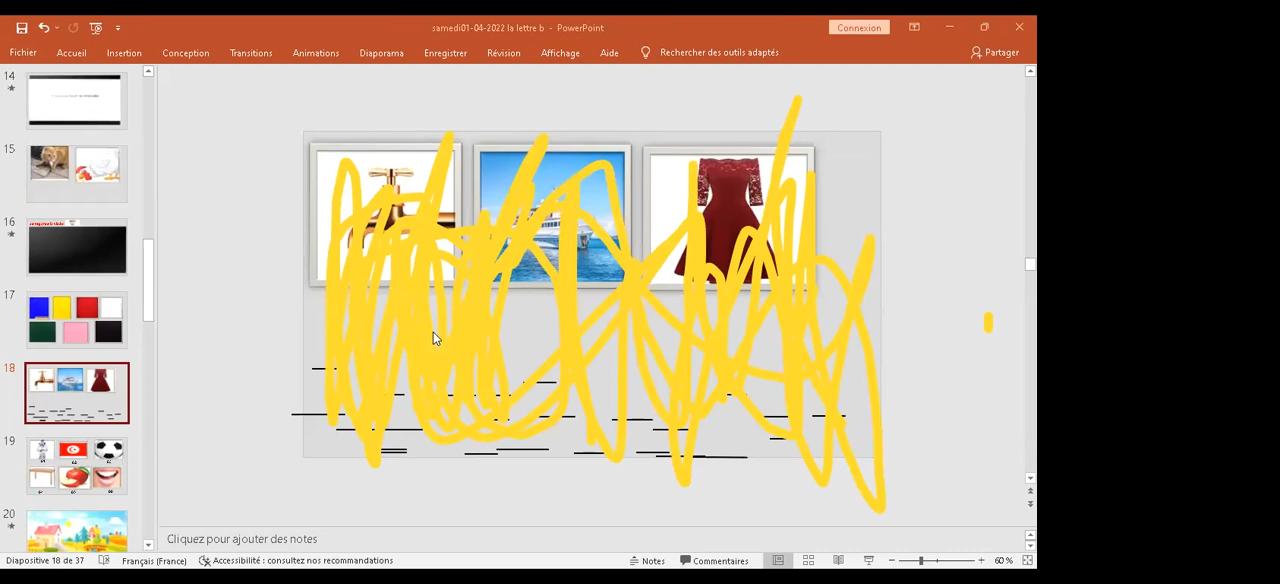 samedi01-04-2022 la lettre b - PowerPoint
Connexion
Fichier Accueil Insertion Conception Transitions Animations Diaporama Enregistrer Révision Affichage Aide Rechercher des outils adaptés Partager
14
15
16
17
18
19
20
Cliquez pour ajouter des notes
Diapositive 18 de 37 Français (France) Accessibilité : consultez nos recommandations Notes Commentaires 60 %